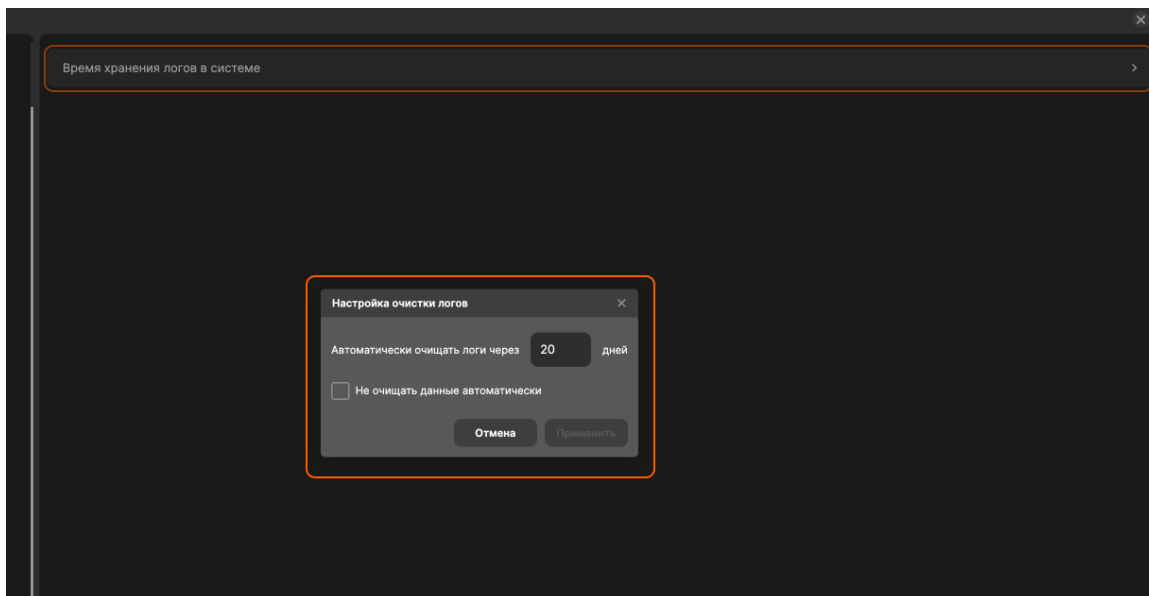 Время хранения логов в системе
Настройка очистки логов
Автоматически очищать логи через 20 дней
Не очищать данные автоматически
Отмена Применить